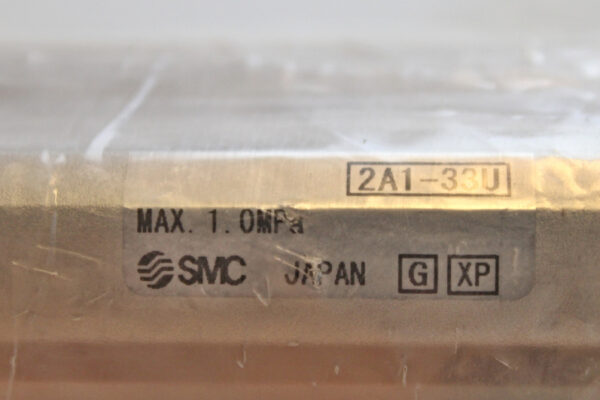 2A1-33U
MAX. 1.0MPa
SMC JAPAN G XP